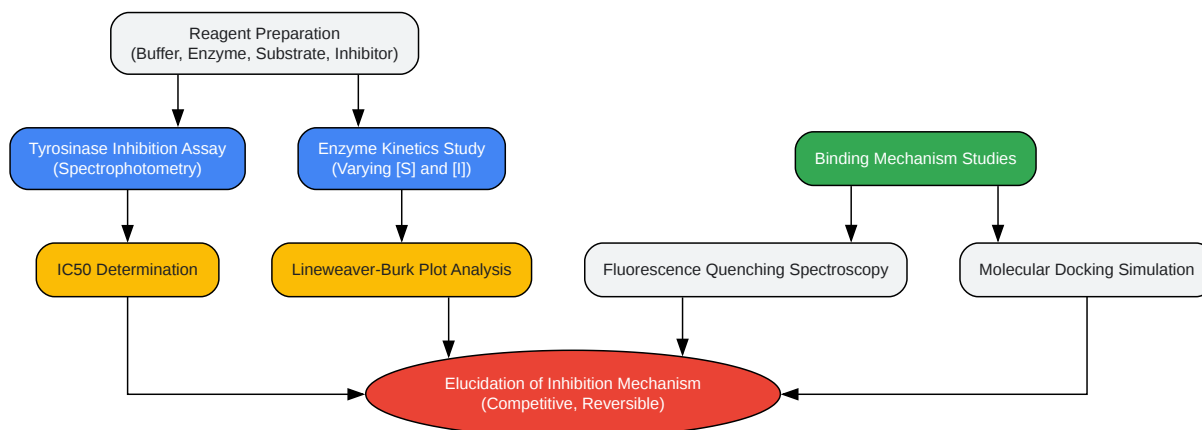 Reagent Preparation
(Buffer, Enzyme, Substrate, Inhibitor)
Tyrosinase Inhibition Assay
(Spectrophotometry)
Enzyme Kinetics Study
(Varying [S] and [I])
Binding Mechanism Studies
IC50 Determination
Lineweaver-Burk Plot Analysis
Fluorescence Quenching Spectroscopy
Molecular Docking Simulation
Elucidation of Inhibition Mechanism
(Competitive, Reversible)